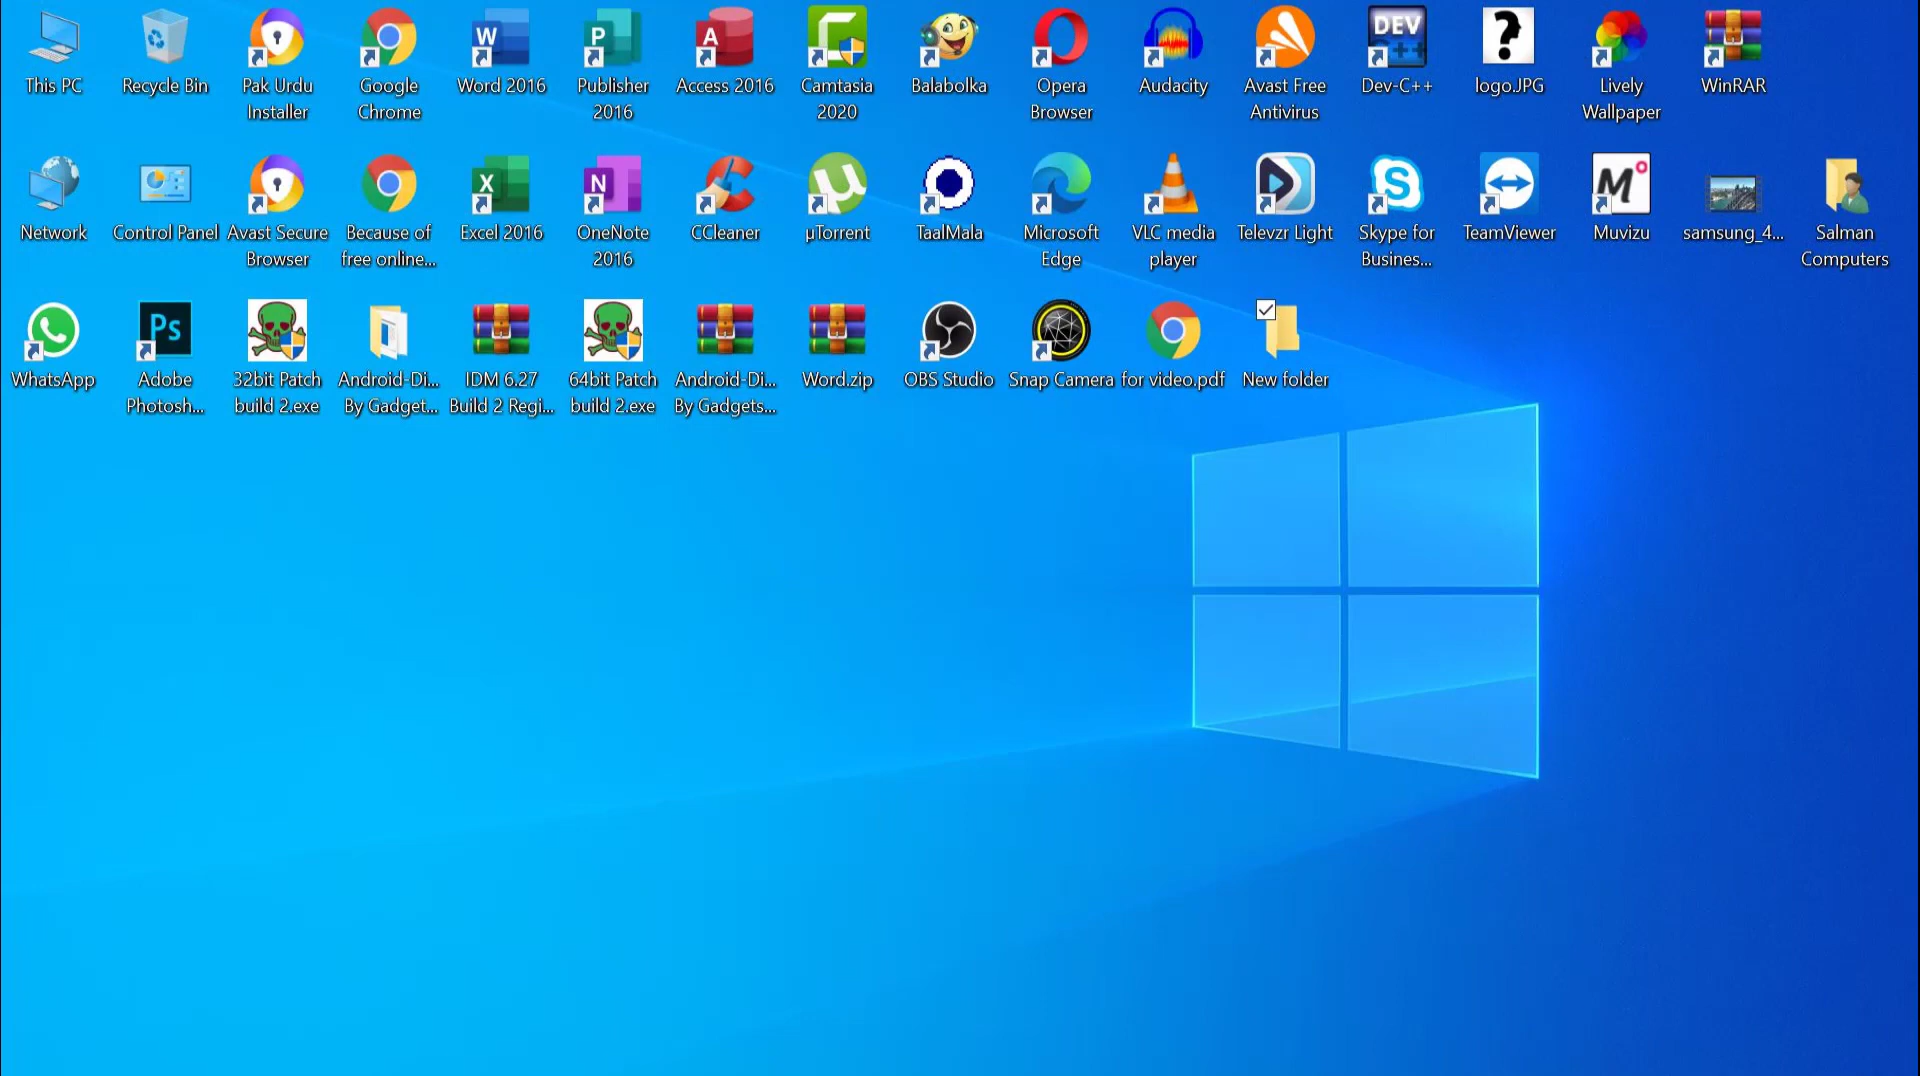 This PC
Recycle Bin
Pak Urdu
Installer
Google
Chrome
Word 2016
Publisher
2016
Access 2016
Camtasia
2020
Balabolka
Opera
Browser
Audacity
Avast Free
Antivirus
DEV
C++
Dev-C++
logo.JPG
Lively
Wallpaper
WinRAR
Network
Control Panel
Avast Secure
Browser
Because of
free online...
Excel 2016
OneNote
2016
CCleaner
µTorrent
TaalMala
Microsoft
Edge
VLC media
player
Televzr Light
Skype for
Busines...
TeamViewer
Muvizu
samsung_4...
Salman
Computers
WhatsApp
Ps
Adobe
Photosh...
32bit Patch
build 2.exe
Android-Di...
By Gadget...
IDM 6.27
Build 2 Regi...
64bit Patch
build 2.exe
Android-Di...
By Gadgets...
Word.zip
OBS Studio
Snap Camera
for video.pdf
New folder